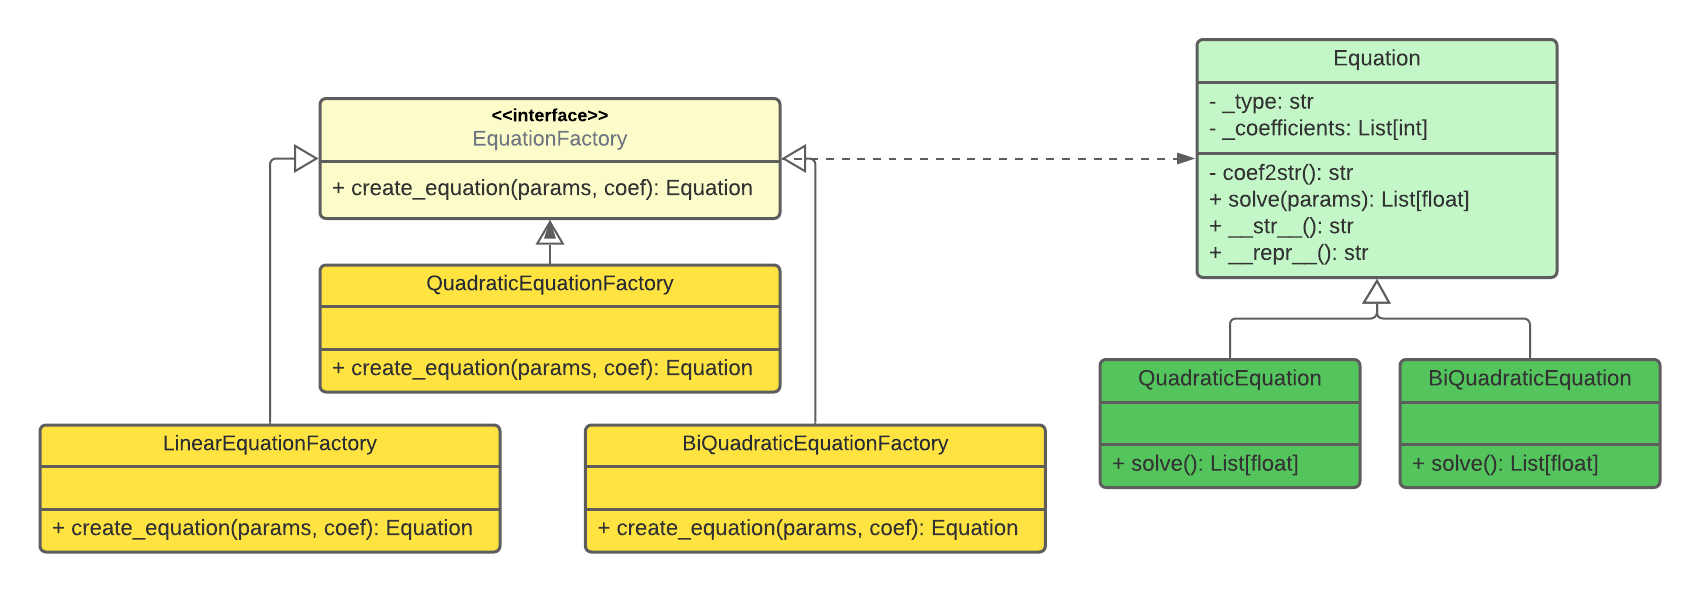 <<interface>>
EquationFactory
+ create_equation(params, coef): Equation
QuadraticEquationFactory
+ create_equation(params, coef): Equation
LinearEquationFactory
+ create_equation(params, coef): Equation
BiQuadraticEquationFactory
+ create_equation(params, coef): Equation
Equation
- _type: str
- _coefficients: List[int]
- coef2str(): str
+ solve(params): List[float]
+ __str__(): str
+ __repr__(): str
QuadraticEquation
+ solve(): List[float]
BiQuadraticEquation
+ solve(): List[float]